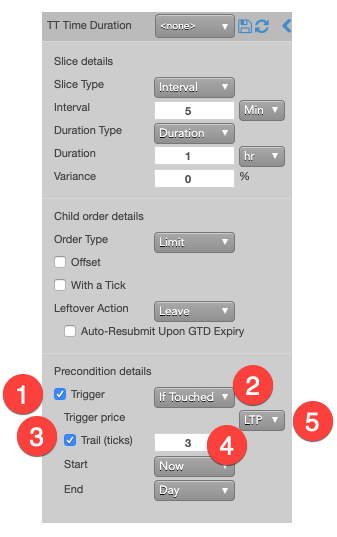 TT Time Duration <none>
Slice details
Slice Type Interval
Interval 5 Min
Duration Type Duration
Duration 1 hr
Variance 0 %
Child order details
Order Type Limit
Offset
With a Tick
Leftover Action Leave
Auto-Resubmit Upon GTD Expiry
Precondition details
1 Trigger If Touched 2
Trigger price LTP 5
3 Trail (ticks) 3 4
Start Now
End Day